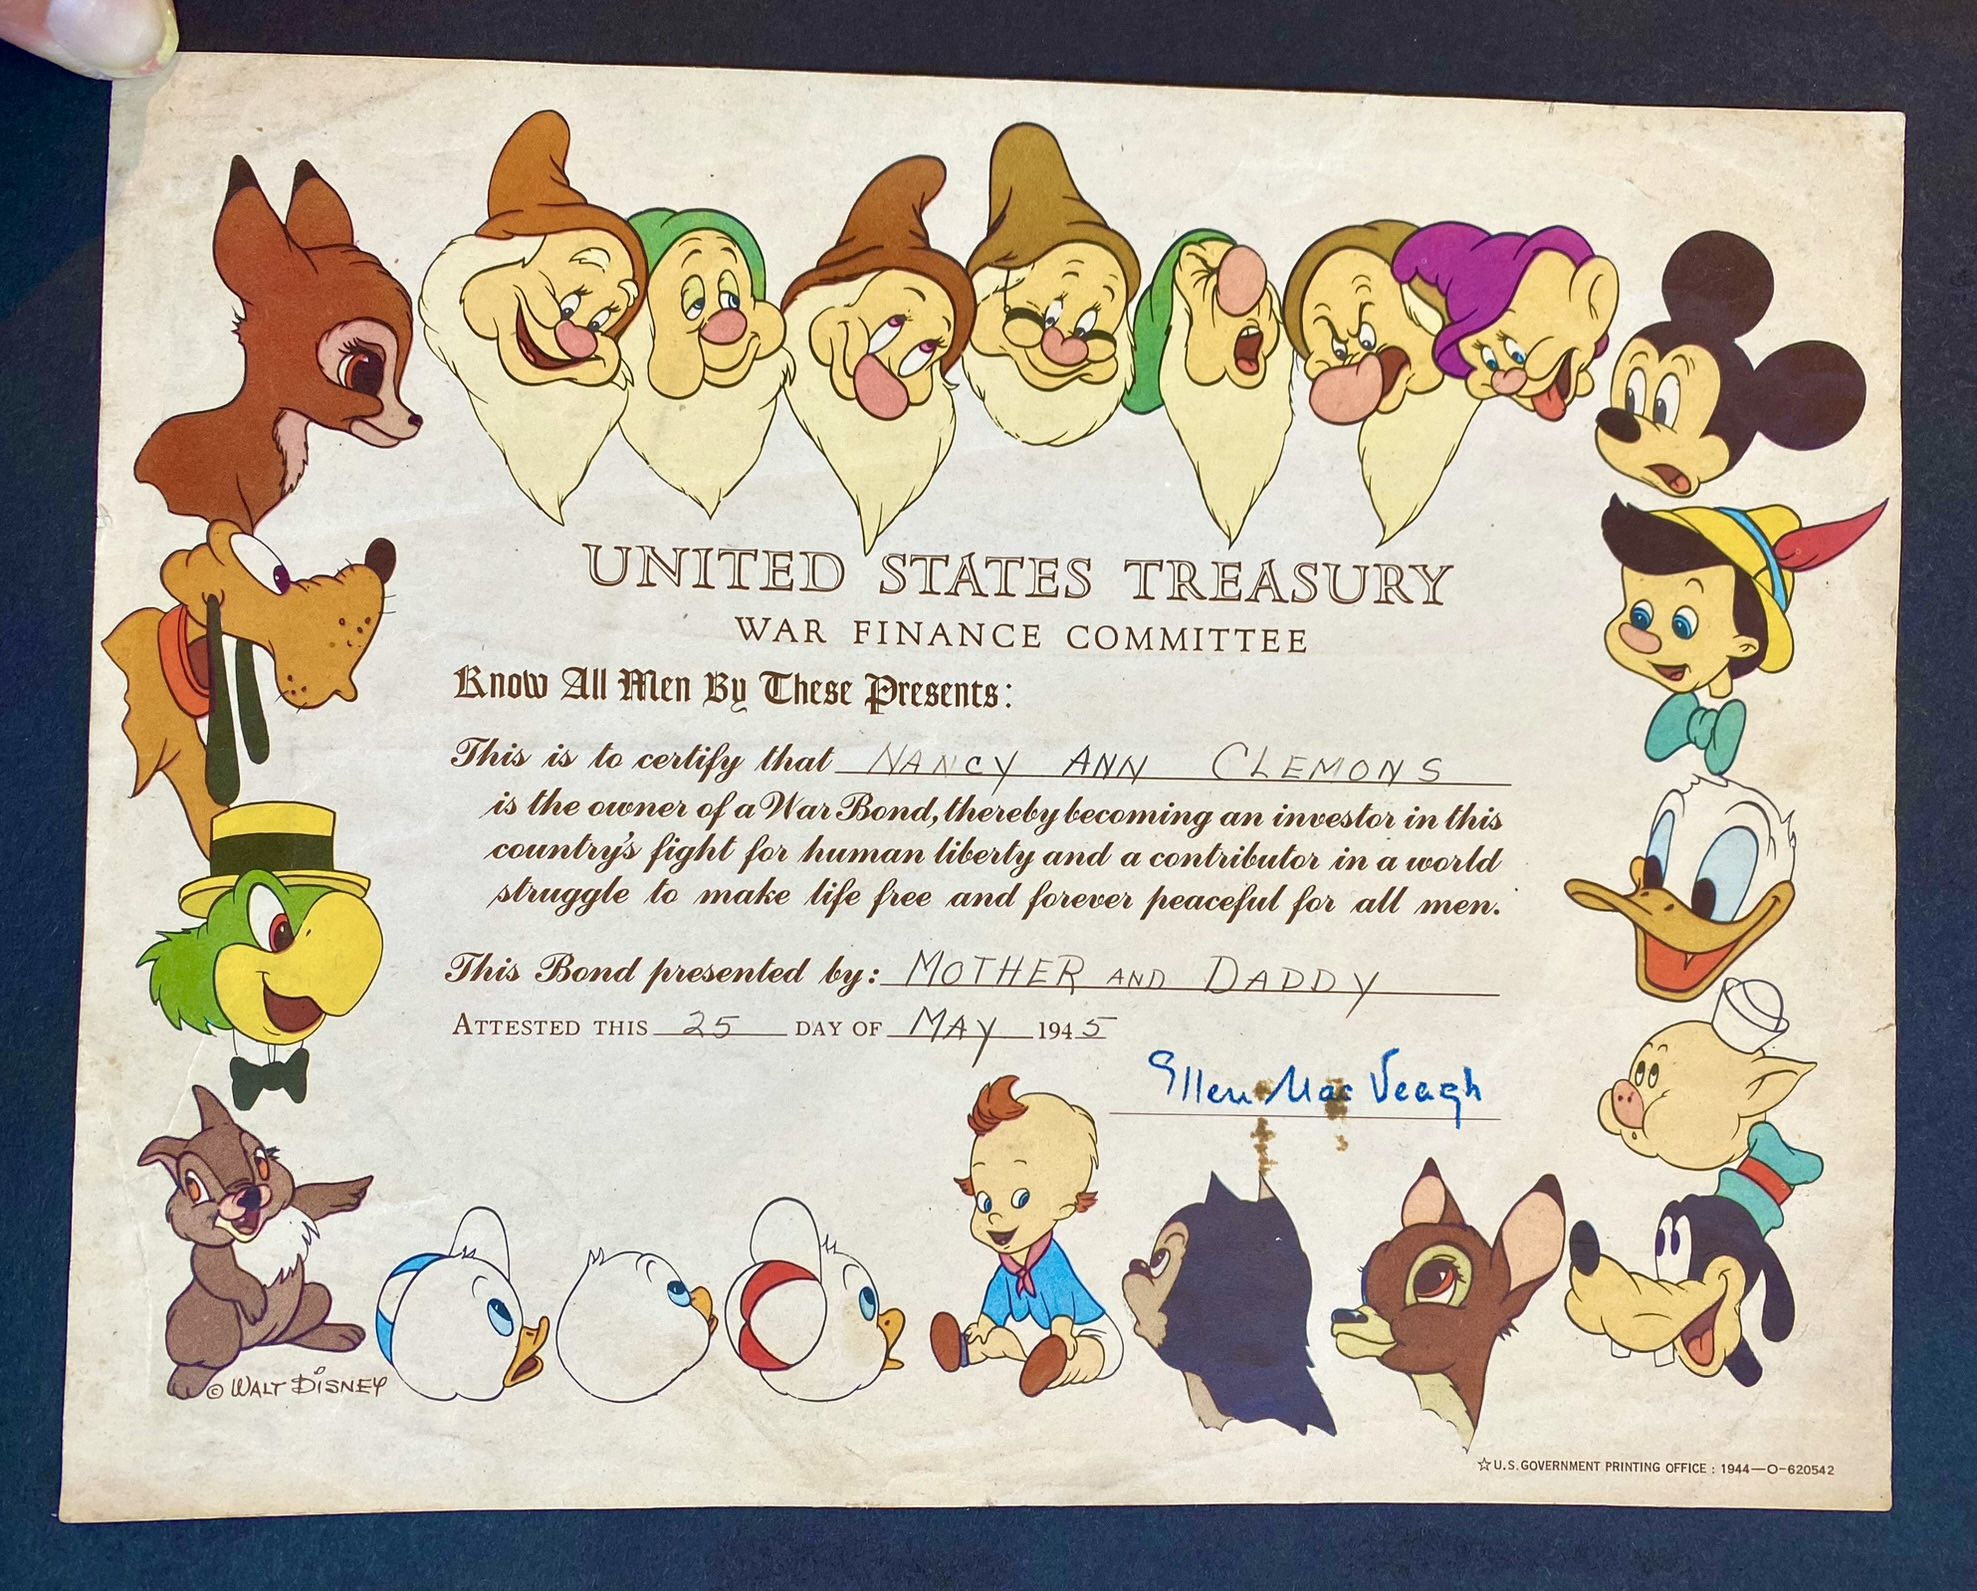 UNITED STATES TREASURY
WAR FINANCE COMMITTEE
Know All Men By These Presents:
This is to certify that NANCY ANN CLEMONS
is the owner of a War Bond, thereby becoming an investor in this
country's fight for human liberty and a contributor in a world
struggle to make life free and forever peaceful for all men.
This Bond presented by: MOTHER AND DADDY
ATTESTED THIS 25 DAY OF MAY 1945
Ellen Mac Veagh
© WALT DISNEY
☆ U.S. GOVERNMENT PRINTING OFFICE : 1944—O-620542